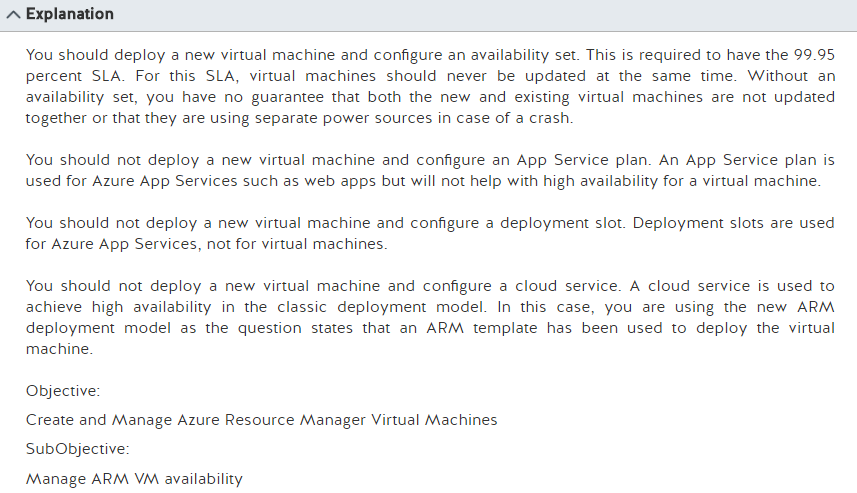 Explanation
You should deploy a new virtual machine and configure an availability set. This is required to have the 99.95
percent SLA. For this SLA, virtual machines should never be updated at the same time. Without an
availability set, you have no guarantee that both the new and existing virtual machines are not updated
together or that they are using separate power sources in case of a crash.
You should not deploy a new virtual machine and configure an App Service plan. An App Service plan is
used for Azure App Services such as web apps but will not help with high availability for a virtual machine.
You should not deploy a new virtual machine and configure a deployment slot. Deployment slots are used
for Azure App Services, not for virtual machines.
You should not deploy a new virtual machine and configure a cloud service. A cloud service is used to
achieve high availability in the classic deployment model. In this case, you are using the new ARM
deployment model as the question states that an ARM template has been used to deploy the virtual
machine.
Objective:
Create and Manage Azure Resource Manager Virtual Machines
SubObjective:
Manage ARM VM availability